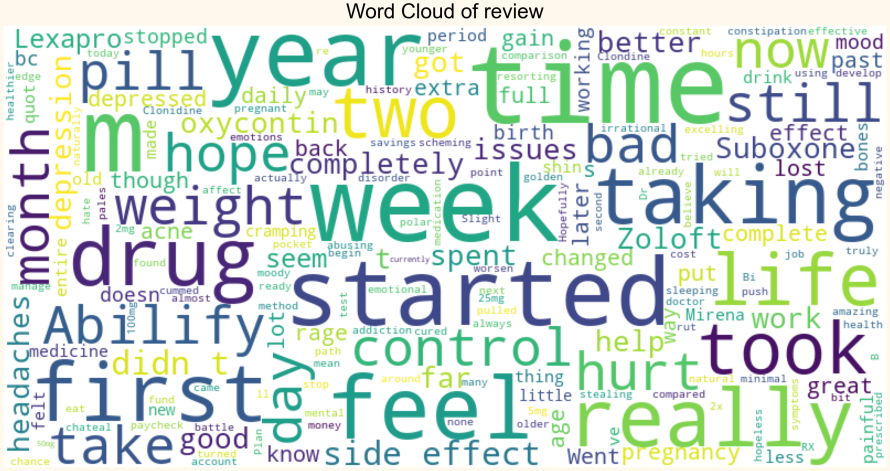 Word Cloud of review
Lexapro
stopped
year
time
period
gain
working
better
now
mood
constant
constipation
effective
today
younger
re
comparison
resorting
Clondine
hours
using
develop
bc
past
healthier
edge
quot
depression
naturally
pill
got
extra
full
drink
still
depressed
daily
may
history
Clonidine
pregnant
two
m
made
oxycontin
emotions
savings
scheming
birth
irrational
excelling
effect
bones
negative
month
hope
back
completely
issues
bad
tried
Suboxone
lost
old
though
actually
disorder
point
golden
shin
s
already
will
hate
pales
affect
polar
medication
Slight
Hopefully
second
later
Dr
believe
taking
clearing
entire
weight
week
2mg
acne
cramping
pocket
abusing
begin
Zoloft
complete
found
drug
seem
t
spent
changed
cost
job
truly
manage
doesn
cummed
almost
moody
ready
currently
worsen
sleeping
doctor
Bi
push
life
started
put
amazing
health
headaches
Abilify
100mg
lot
method
test
emotional
next
25mg
pulled
way
rut
Mirena
work
medicine
rage
addiction
cured
always
control
help
natural
minimal
B
didn t
path
mean
far
around
many
thing
hurt
took
first
felt
fund
came
day
stop
feel
little
stealing
compared
great
bit
eat
new
11
mental
money
none
5mg
older
age
really
2x
symptoms
painful
prescribed
chateal
paycheck
battle
turned
account
Plan
chance
50mg
take
good
know
side effect
Went
ve
pregnancy
hopeless
less
RX